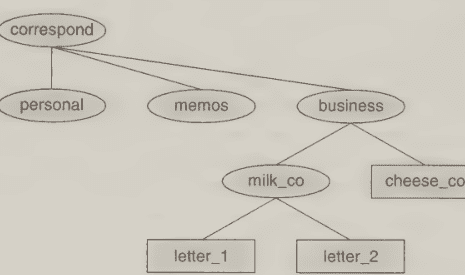 correspond
personal memos business
milk_co cheese_co
letter_1 letter_2